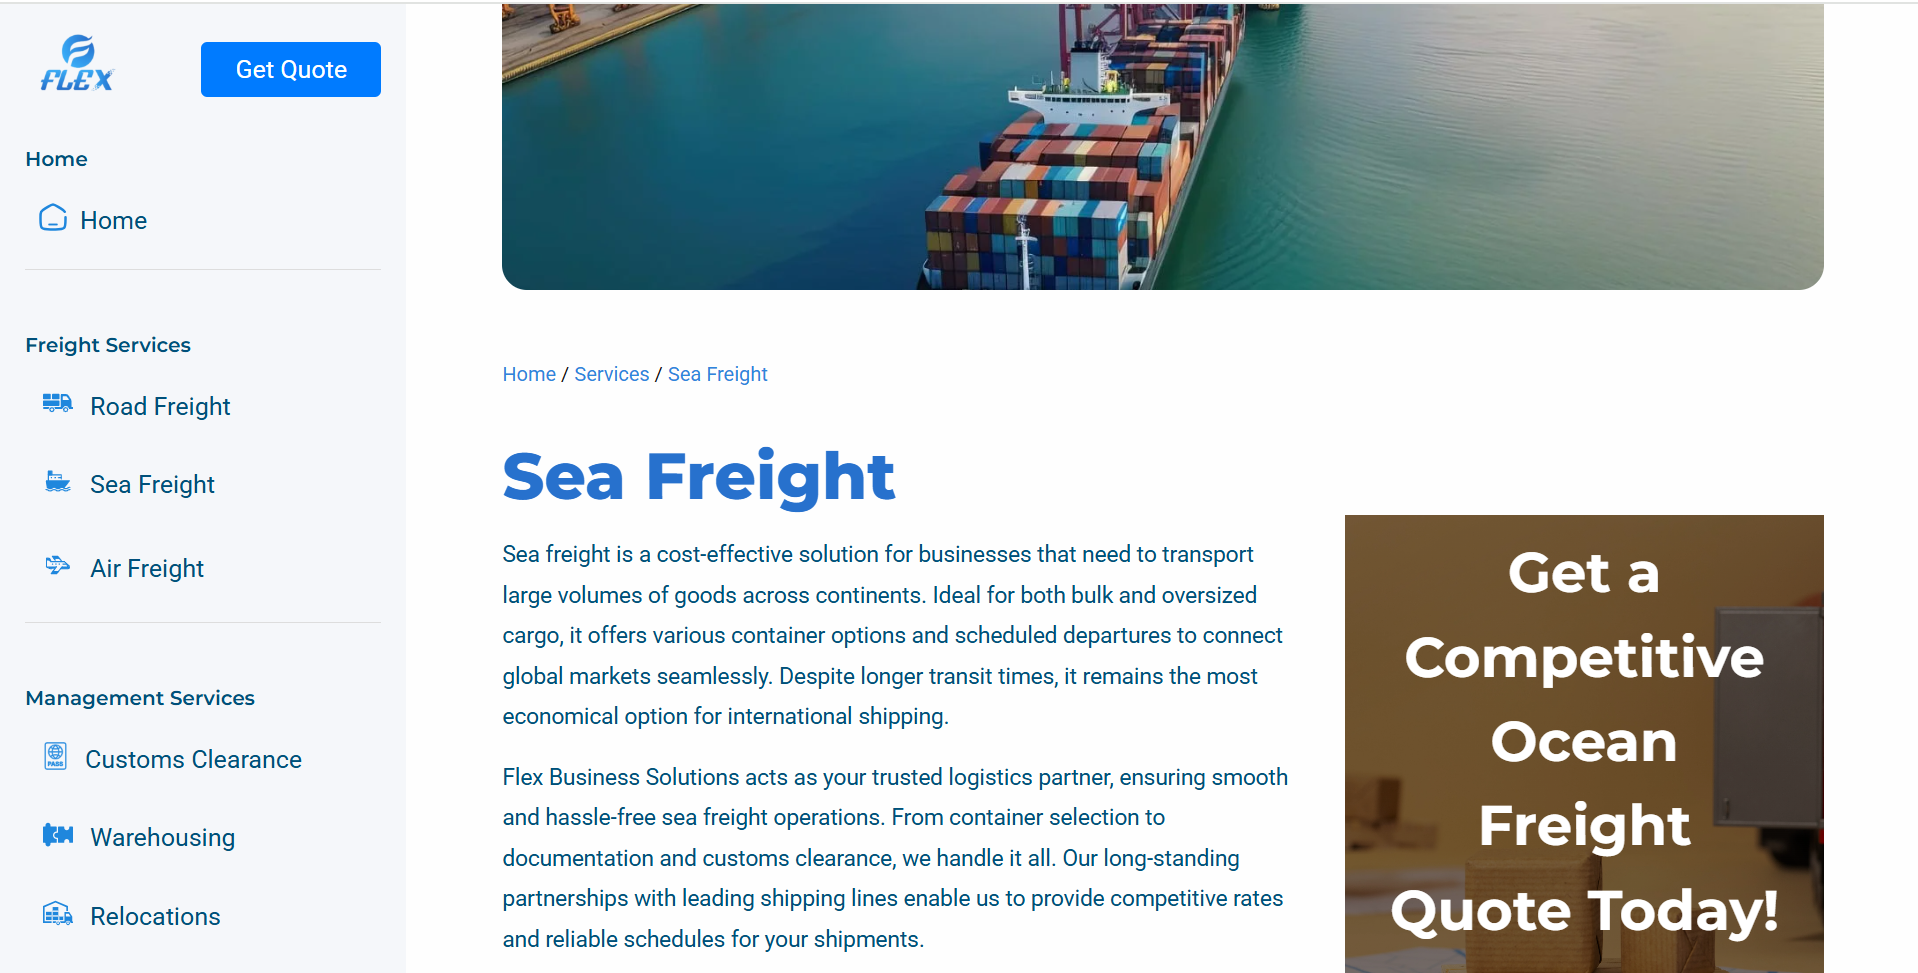 FLEX
Get Quote
Home
Home
Freight Services
Road Freight
Sea Freight
Air Freight
Management Services
PASS
Customs Clearance
Warehousing
Relocations
Home / Services / Sea Freight
Sea Freight
Sea freight is a cost-effective solution for businesses that need to transport
large volumes of goods across continents. Ideal for both bulk and oversized
cargo, it offers various container options and scheduled departures to connect
global markets seamlessly. Despite longer transit times, it remains the most
economical option for international shipping.
Flex Business Solutions acts as your trusted logistics partner, ensuring smooth
and hassle-free sea freight operations. From container selection to
documentation and customs clearance, we handle it all. Our long-standing
partnerships with leading shipping lines enable us to provide competitive rates
and reliable schedules for your shipments.
Get a
Competitive
Ocean
Freight
Quote Today!